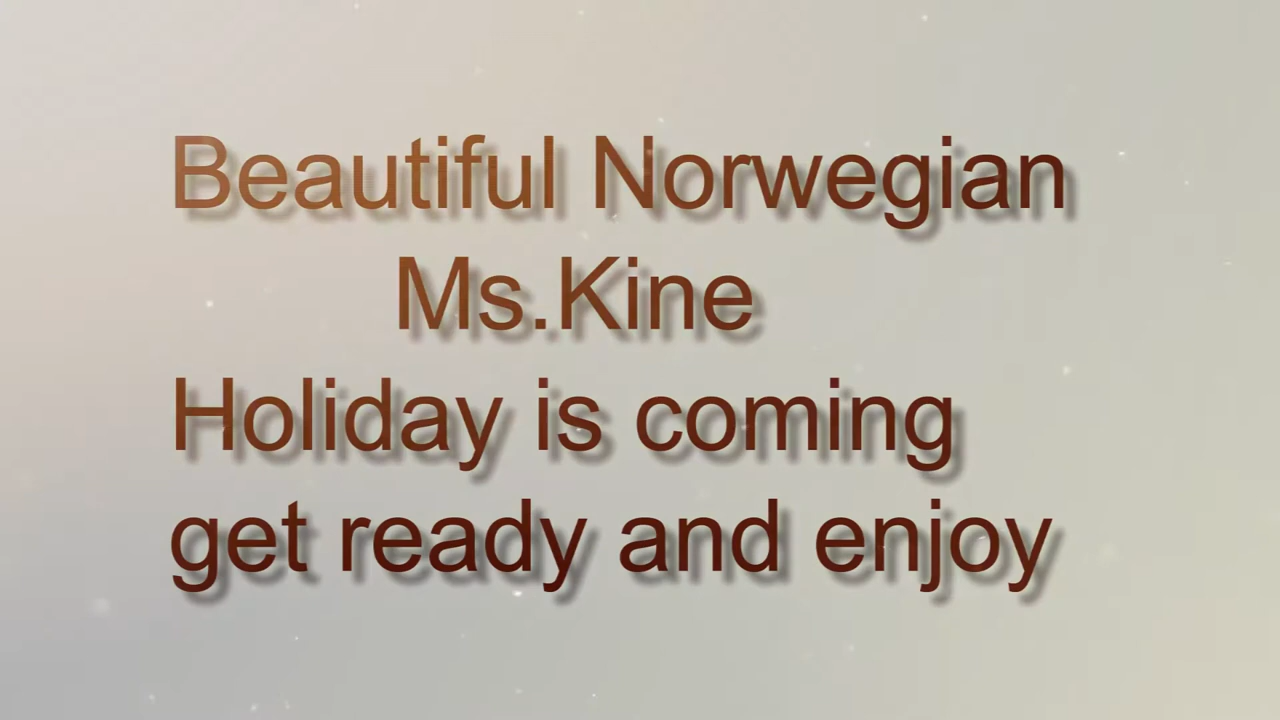 Beautiful Norwegian
Ms.Kine
Holiday is coming
get ready and enjoy